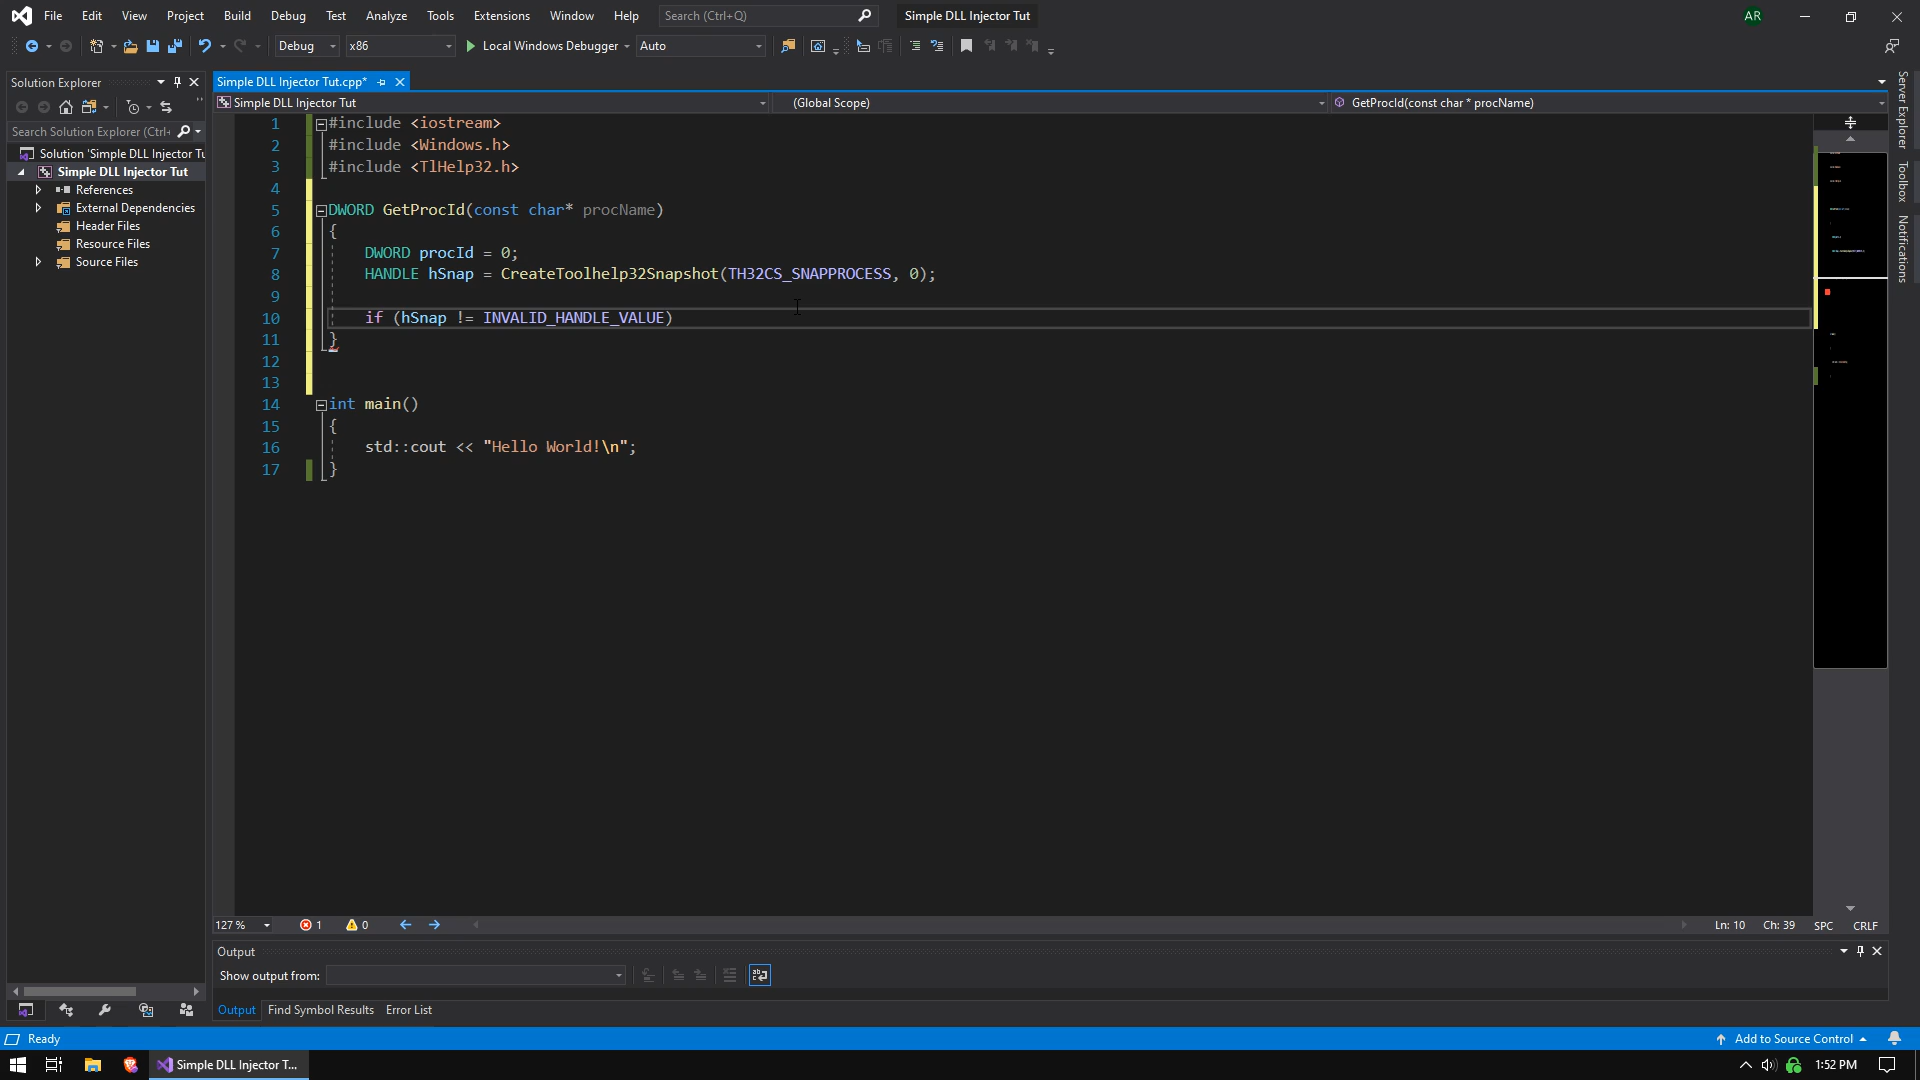 File Edit View Project Build Debug Test Analyze Tools Extensions Window Help Search (Ctrl+Q) Simple DLL Injector Tut AR
Debug x86 Local Windows Debugger Auto
Solution Explorer
Search Solution Explorer (Ctrl+
Solution 'Simple DLL Injector Tu
Simple DLL Injector Tut
References
External Dependencies
Header Files
Resource Files
Source Files
Simple DLL Injector Tut.cpp*
Simple DLL Injector Tut (Global Scope) GetProcId(const char * procName)
1 #include <iostream>
2 #include <Windows.h>
3 #include <TlHelp32.h>
4
5 DWORD GetProcId(const char* procName)
6 {
7 DWORD procId = 0;
8 HANDLE hSnap = CreateToolhelp32Snapshot(TH32CS_SNAPPROCESS, 0);
9
10 if (hSnap != INVALID_HANDLE_VALUE)
11 }
12
13
14 int main()
15 {
16 std::cout << "Hello World!\n";
17 }
Server Explorer
Toolbox
Notifications
127 % 1 0 Ln: 10 Ch: 39 SPC CRLF
Output
Show output from:
Output Find Symbol Results Error List
Ready Add to Source Control
Simple DLL Injector T... 1:52 PM